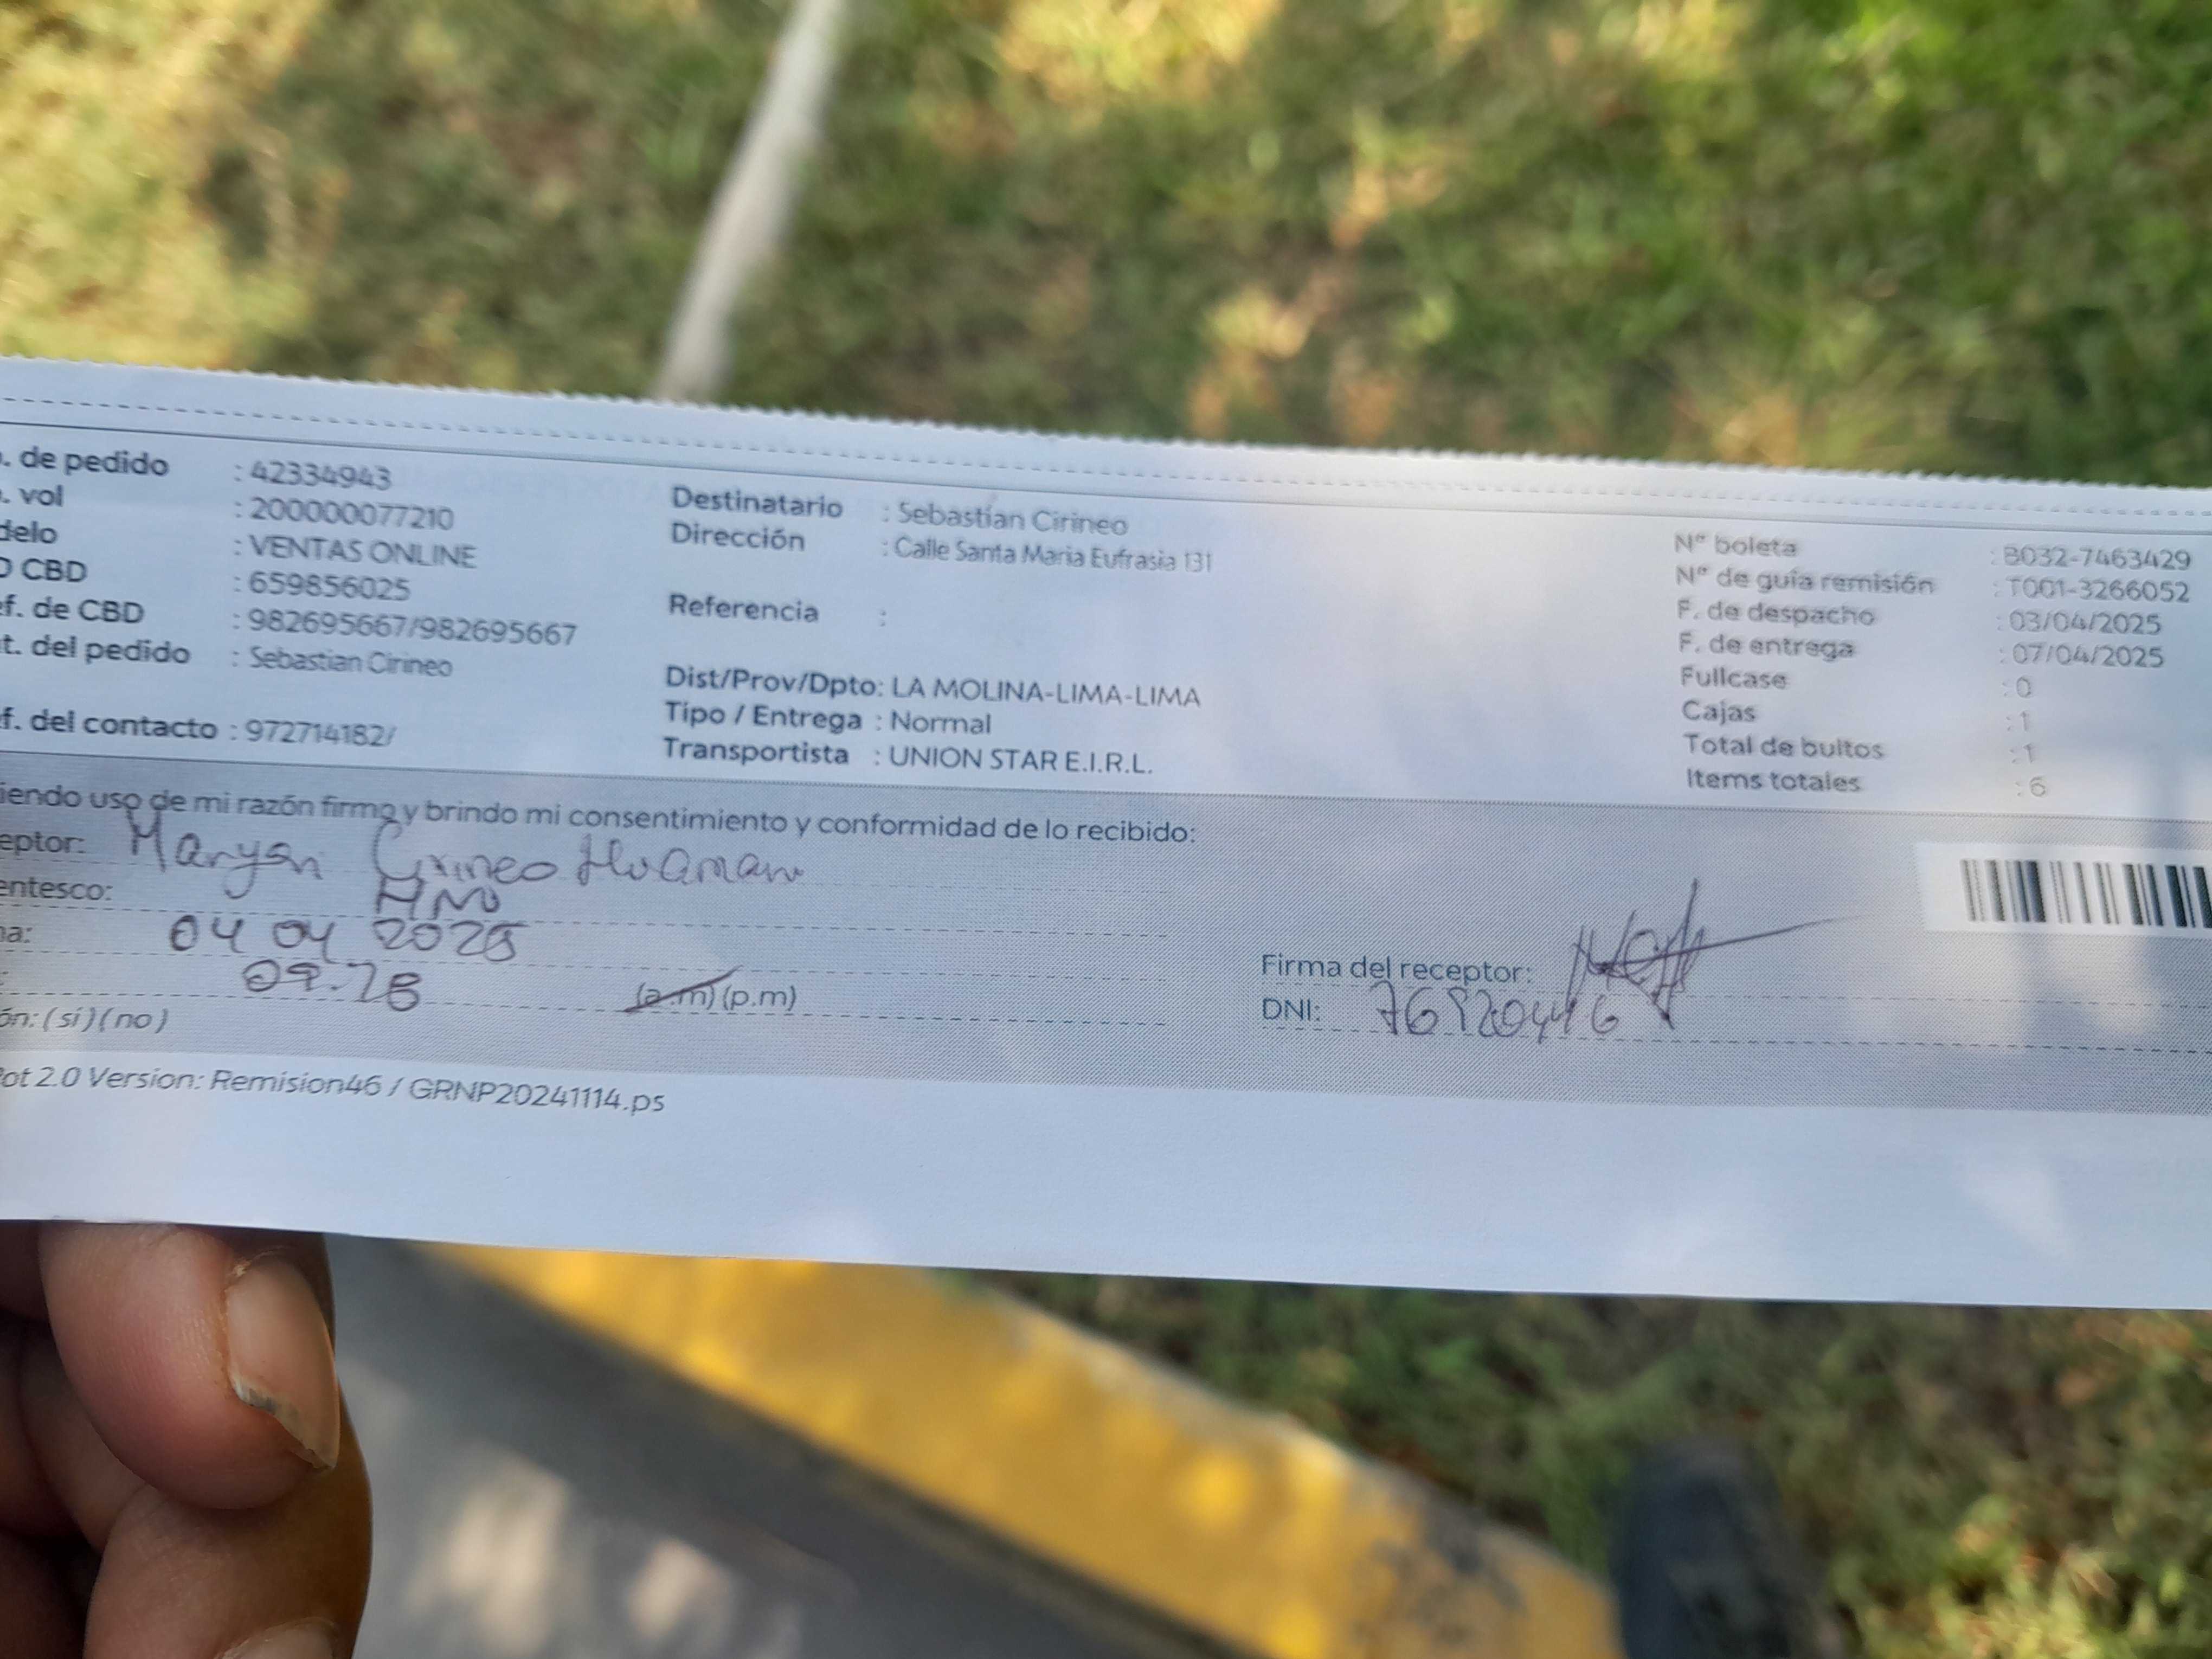 . de pedido : 42334943
. vol : 200000077210
delo : VENTAS ONLINE
CBD : 659856025
f. de CBD : 982695667/982695667
t. del pedido : Sebastian Cirineo
f. del contacto : 972714182/
Destinatario : Sebastian Cirineo
Dirección : Calle Santa Maria Eufrasia 131
Referencia :
Dist/Prov/Dpto: LA MOLINA-LIMA-LIMA
Tipo / Entrega : Normal
Transportista : UNION STAR E.I.R.L.
N° boleta : B032-7463429
N° de guía remisión : T001-3266052
F. de despacho : 03/04/2025
F. de entrega : 07/04/2025
Fullcase : 0
Cajas : 1
Total de bultos : 1
Items totales : 6
iendo uso de mi razón firmo y brindo mi consentimiento y conformidad de lo recibido:
eptor: Cirineo Huaman
entesco: HNO
na: 04 04 2025
(a.m) (p.m)
ón: (si) (no)
Firma del receptor:
DNI:
ot 2.0 Version: Remision46 / GRNP20241114.ps